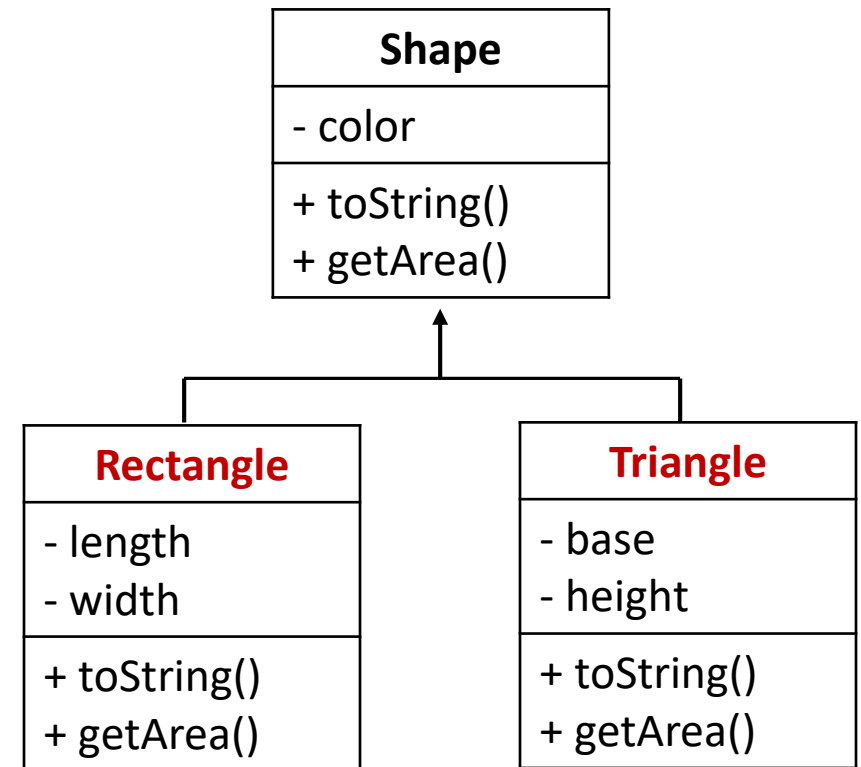 Shape
- color
+ toString()
+ getArea()
Rectangle
- length
- width
+ toString()
+ getArea()
Triangle
- base
- height
+ toString()
+ getArea()